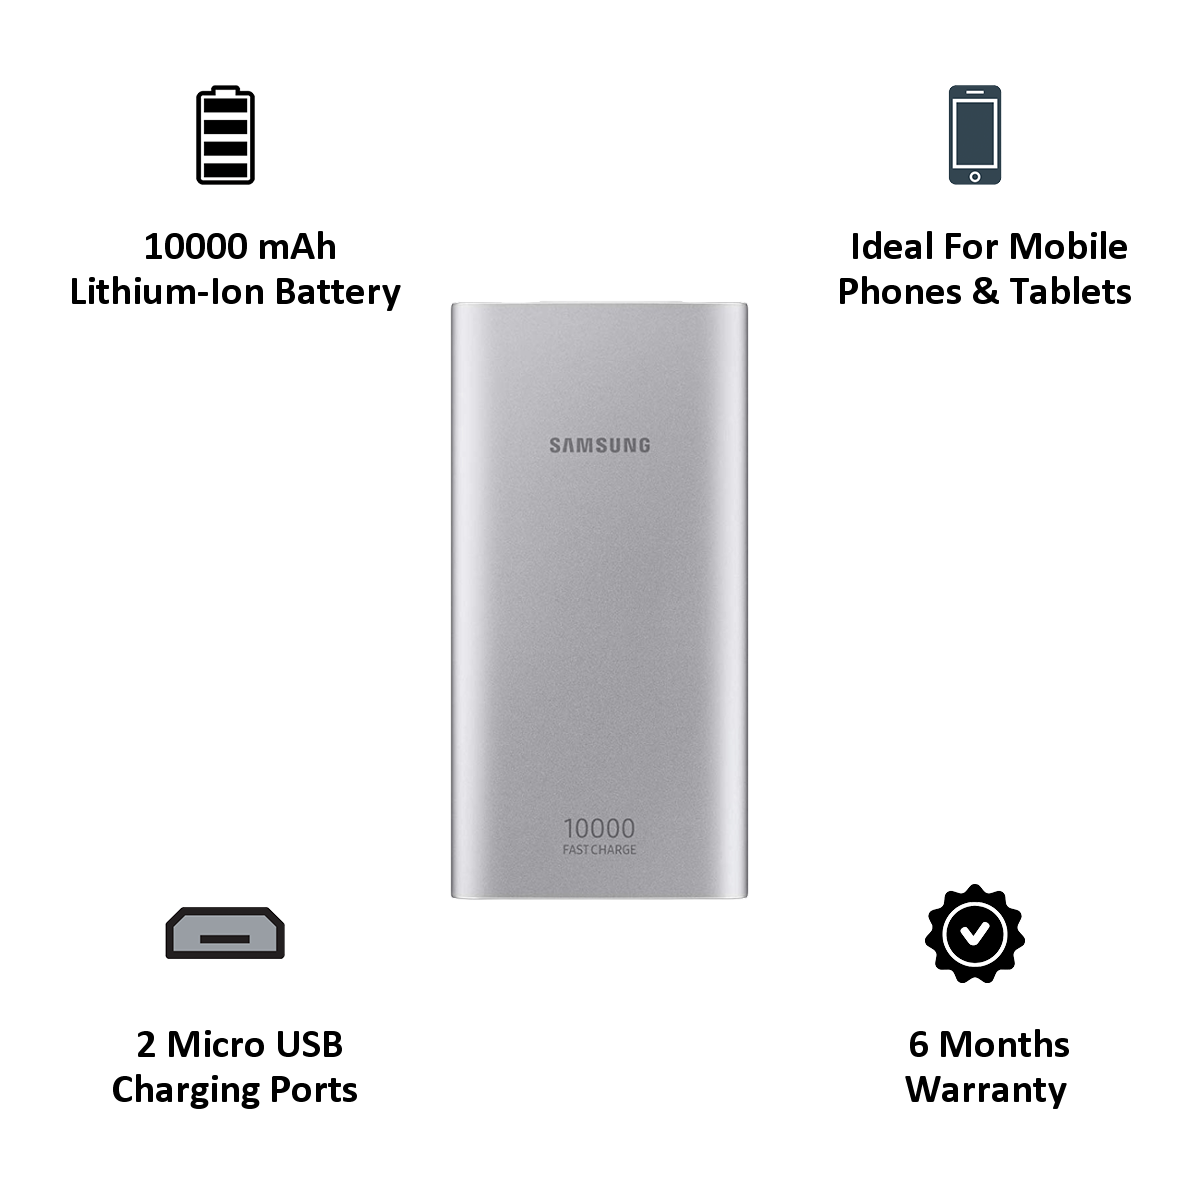 10000 mAh
Lithium-Ion Battery
Ideal For Mobile
Phones & Tablets
SAMSUNG
10000
FAST CHARGE
2 Micro USB
Charging Ports
6 Months
Warranty